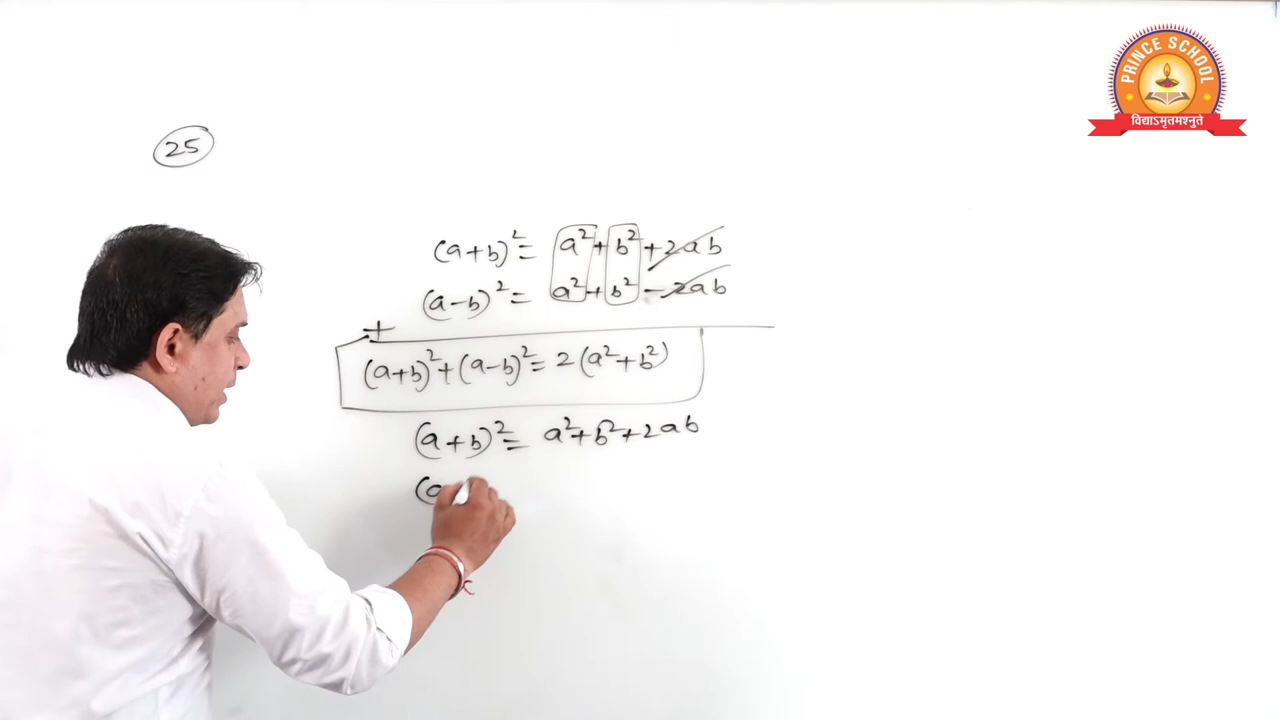 PRINCE SCHOOL
विद्याऽमृतमश्नुते
25
(a+b)² = a² + b² + 2ab
(a-b)² = a² + b² - 2ab
+
(a+b)² + (a-b)² = 2(a² + b²)
(a+b)² = a² + b² + 2ab
(a